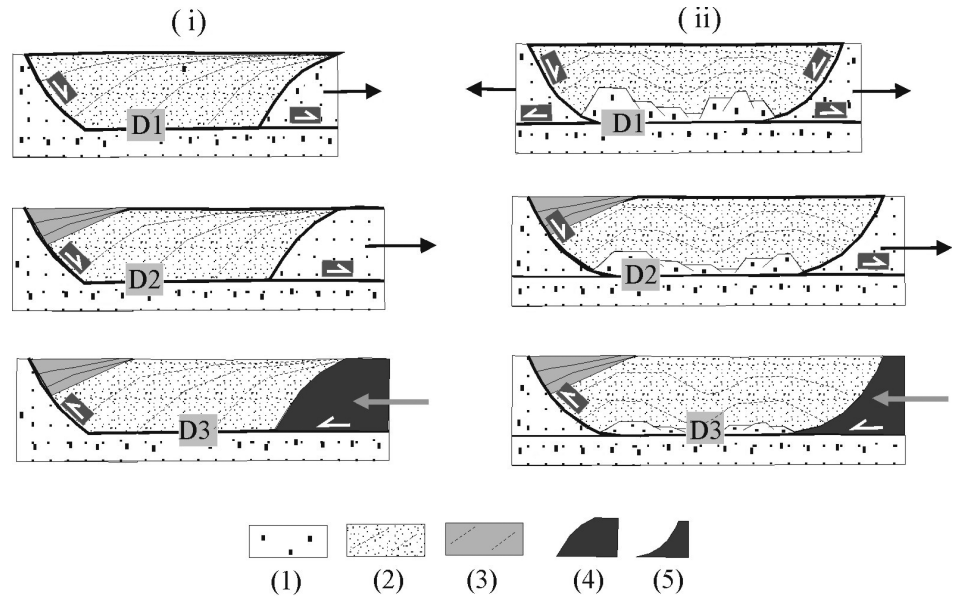 ( i ) ( ii )
D1 D1
D2 D2
D3 D3
(1) (2) (3) (4) (5)